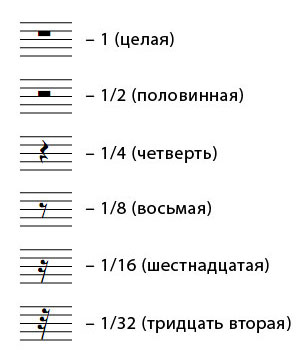 – 1 (целая)
– 1/2 (половинная)
– 1/4 (четверть)
– 1/8 (восьмая)
– 1/16 (шестнадцатая)
– 1/32 (тридцать вторая)